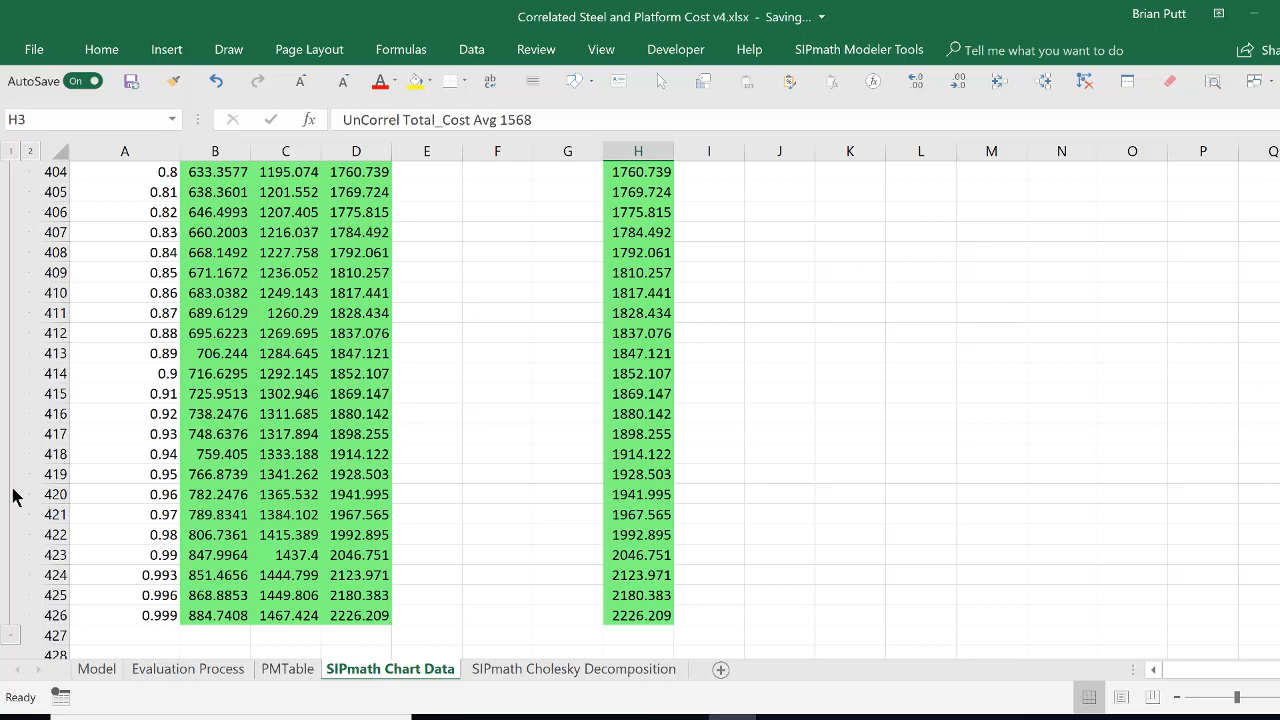 Correlated Steel and Platform Cost v4.xlsx - Saving...
Brian Putt
File Home Insert Draw Page Layout Formulas Data Review View Developer Help SIPmath Modeler Tools Tell me what you want to do Sha
AutoSave On
H3 fx UnCorrel Total_Cost Avg 1568
1 2 A B C D E F G H I J K L M N O P Q
404 0.8 633.3577 1195.074 1760.739 1760.739
405 0.81 638.3601 1201.552 1769.724 1769.724
406 0.82 646.4993 1207.405 1775.815 1775.815
407 0.83 660.2003 1216.037 1784.492 1784.492
408 0.84 668.1492 1227.758 1792.061 1792.061
409 0.85 671.1672 1236.052 1810.257 1810.257
410 0.86 683.0382 1249.143 1817.441 1817.441
411 0.87 689.6129 1260.29 1828.434 1828.434
412 0.88 695.6223 1269.695 1837.076 1837.076
413 0.89 706.244 1284.645 1847.121 1847.121
414 0.9 716.6295 1292.145 1852.107 1852.107
415 0.91 725.9513 1302.946 1869.147 1869.147
416 0.92 738.2476 1311.685 1880.142 1880.142
417 0.93 748.6376 1317.894 1898.255 1898.255
418 0.94 759.405 1333.188 1914.122 1914.122
419 0.95 766.8739 1341.262 1928.503 1928.503
420 0.96 782.2476 1365.532 1941.995 1941.995
421 0.97 789.8341 1384.102 1967.565 1967.565
422 0.98 806.7361 1415.389 1992.895 1992.895
423 0.99 847.9964 1437.4 2046.751 2046.751
424 0.993 851.4656 1444.799 2123.971 2123.971
425 0.996 868.8853 1449.806 2180.383 2180.383
426 0.999 884.7408 1467.424 2226.209 2226.209
427
428
Model Evaluation Process PMTable SIPmath Chart Data SIPmath Cholesky Decomposition
Ready